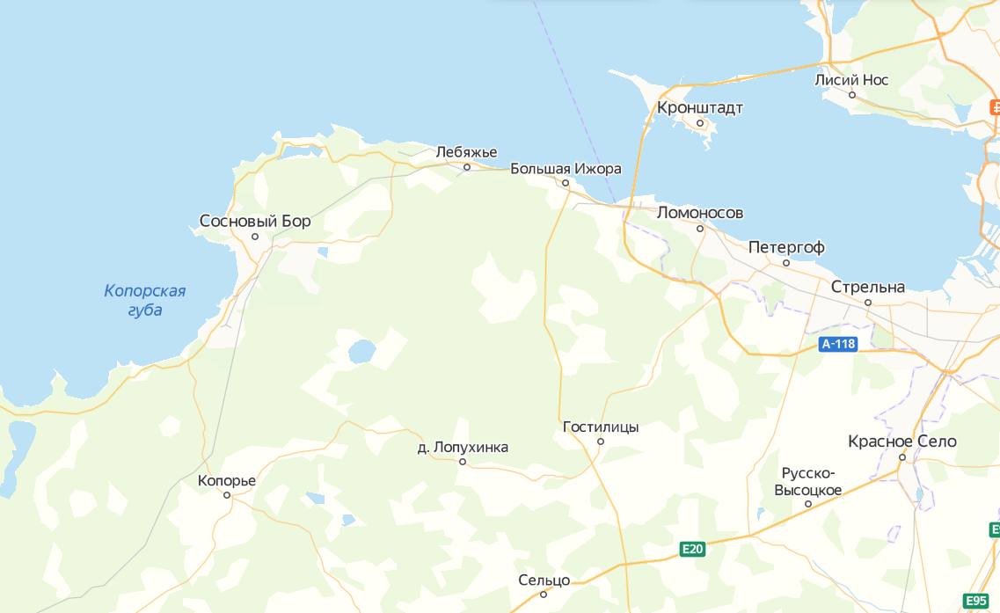 Лисий Нос
Кронштадт
Лебяжье
Большая Ижора
Сосновый Бор
Ломоносов
Петергоф
Копорская
губа
Стрельна
А-118
Гостилицы
д. Лопухинка
Красное Село
Русско-
Высоцкое
Копорье
E20
Сельцо
E95